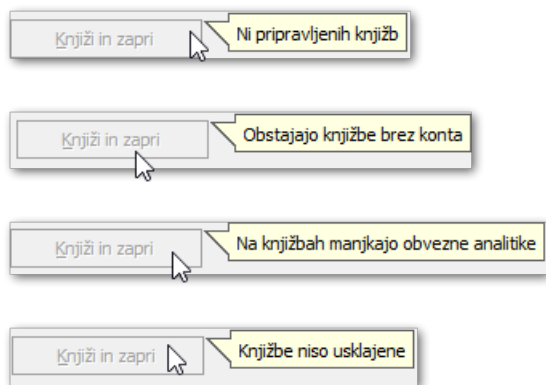 Knjiži in zapri
Ni pripravljenih knjižb
Knjiži in zapri
Obstajajo knjižbe brez konta
Knjiži in zapri
Na knjižbah manjkajo obvezne analitike
Knjiži in zapri
Knjižbe niso usklajene